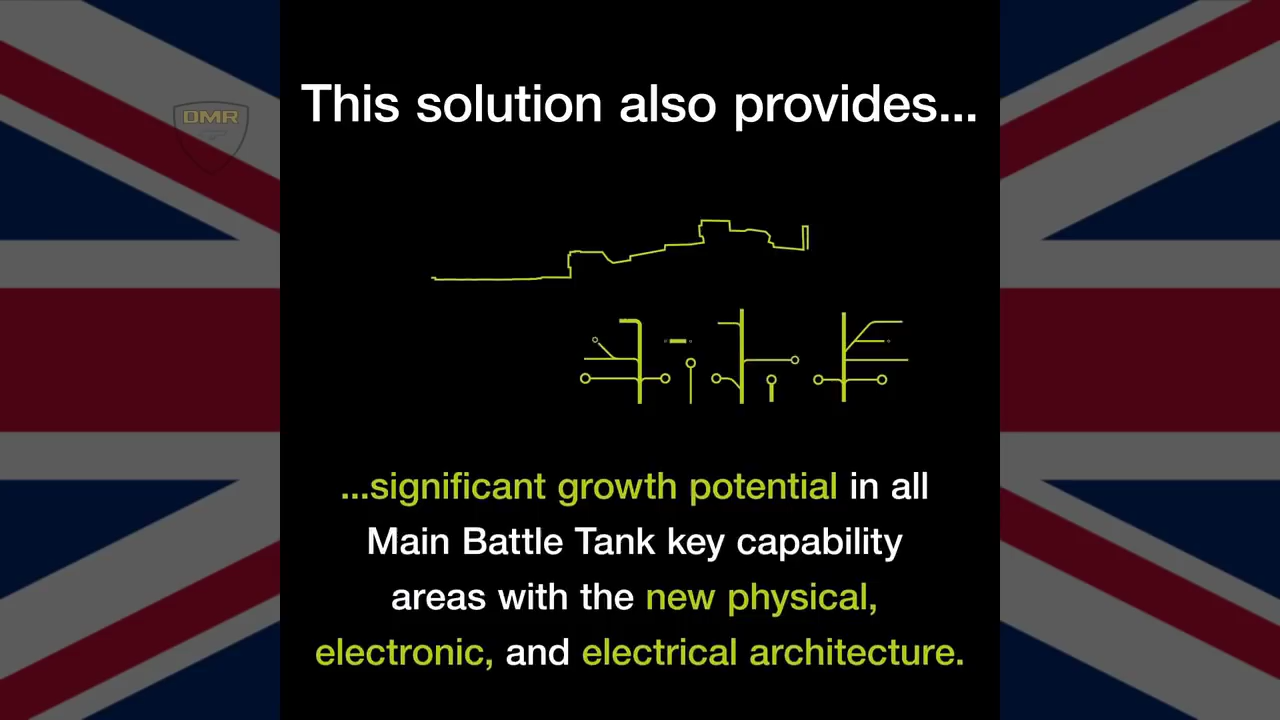 This solution also provides...
DMR
...significant growth potential in all
Main Battle Tank key capability
areas with the new physical,
electronic, and electrical architecture.